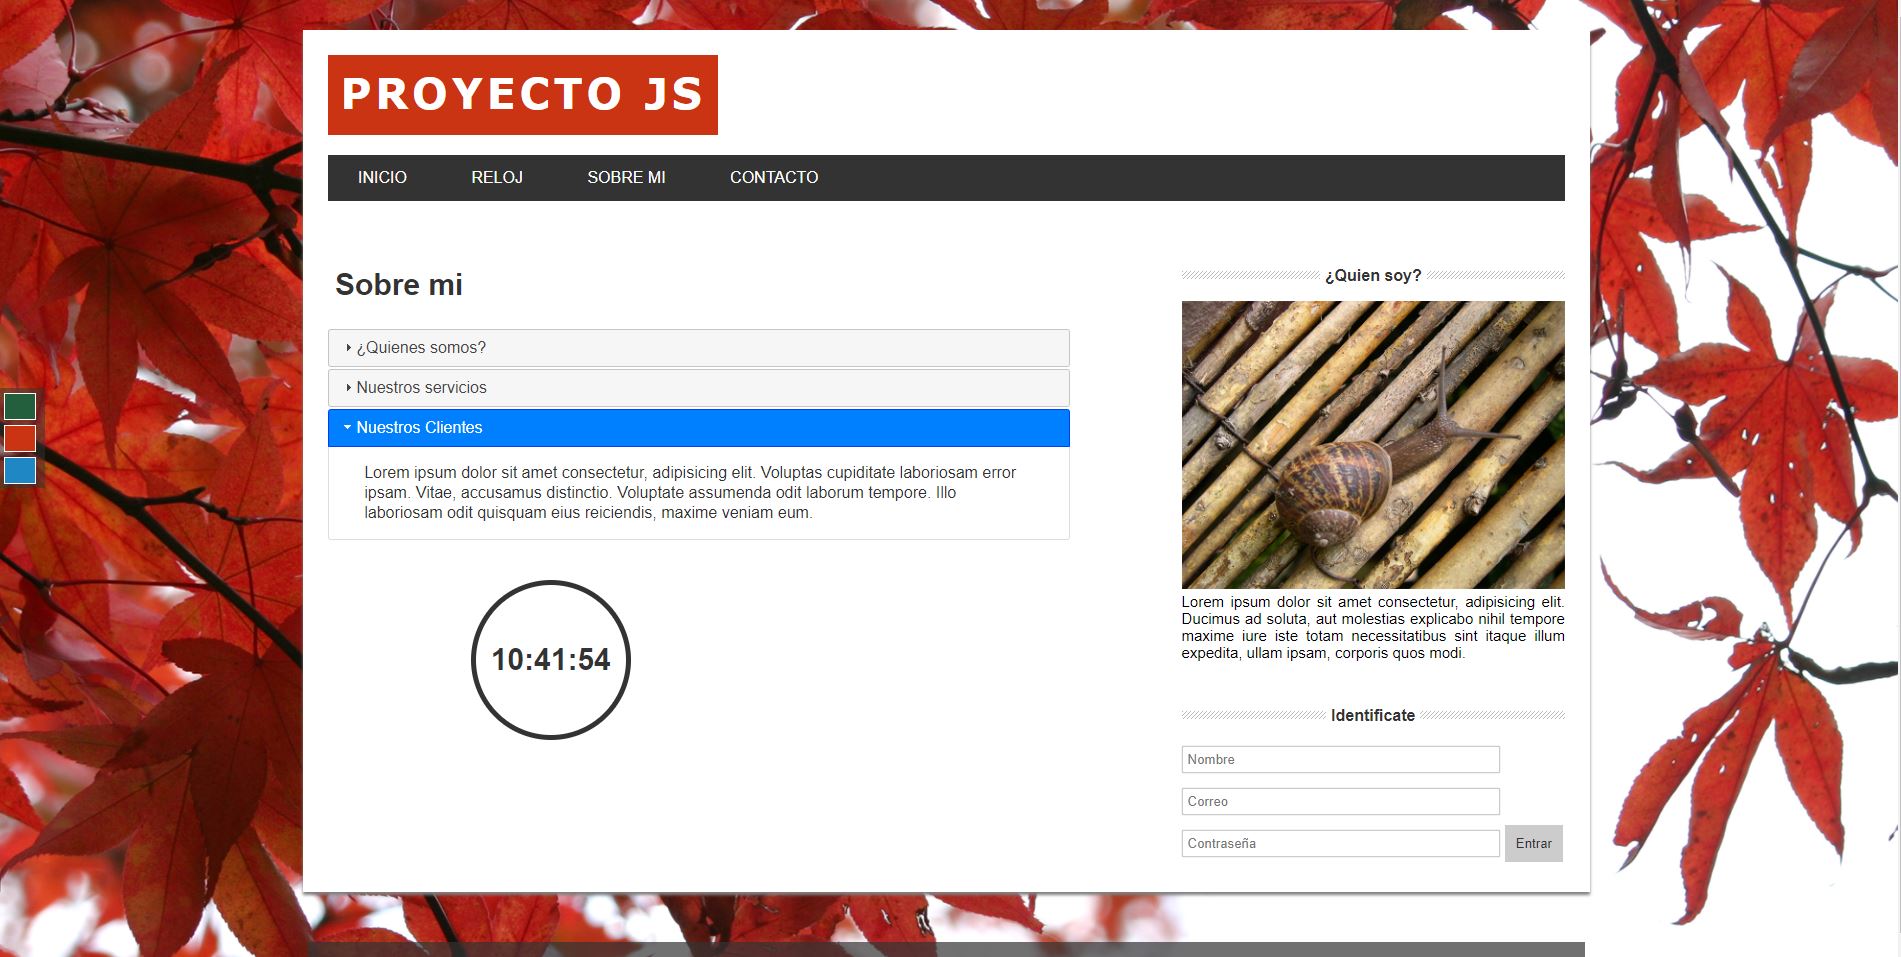 PROYECTO JS
INICIO RELOJ SOBRE MI CONTACTO
Sobre mi
¿Quienes somos?
Nuestros servicios
Nuestros Clientes
Lorem ipsum dolor sit amet consectetur, adipisicing elit. Voluptas cupiditate laboriosam error
ipsam. Vitae, accusamus distinctio. Voluptate assumenda odit laborum tempore. Illo
laboriosam odit quisquam eius reiciendis, maxime veniam eum.
10:41:54
¿Quien soy?
Lorem ipsum dolor sit amet consectetur, adipisicing elit.
Ducimus ad soluta, aut molestias explicabo nihil tempore
maxime iure iste totam necessitatibus sint itaque illum
expedita, ullam ipsam, corporis quos modi.
Identificate
Nombre
Correo
Contraseña
Entrar